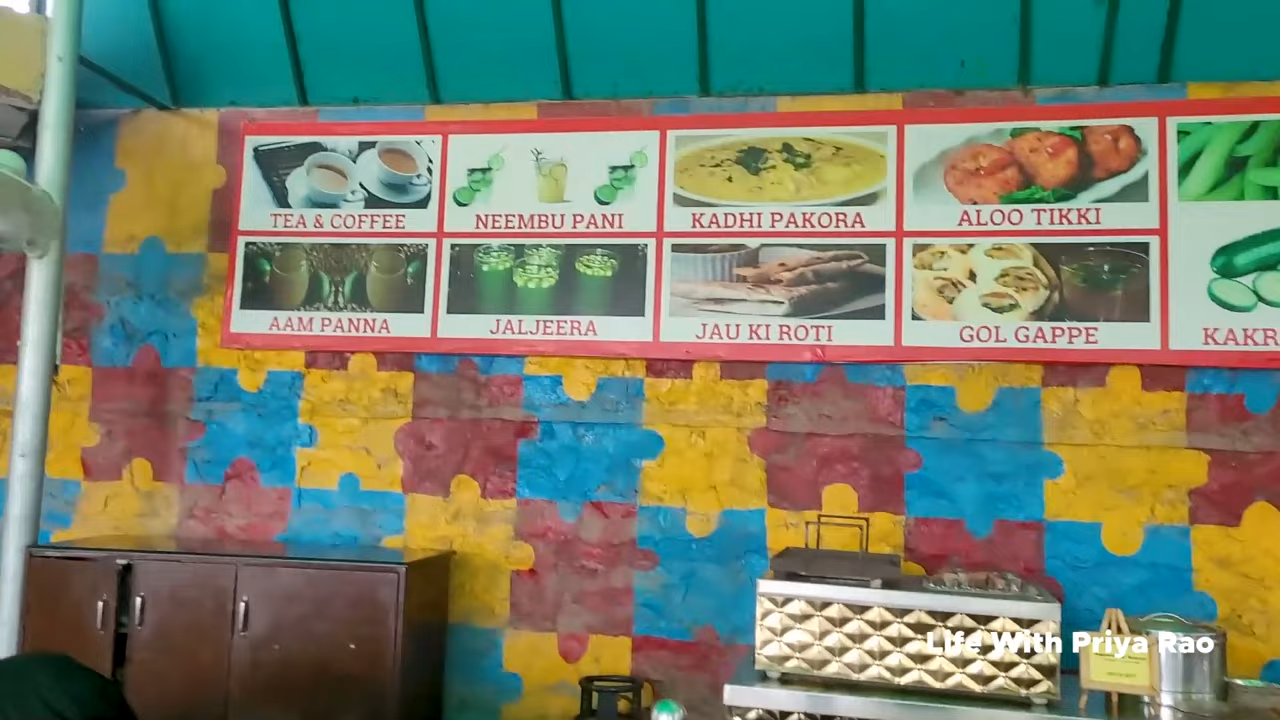 TEA & COFFEE
NEEMBU PANI
KADHI PAKORA
ALOO TIKKI
AAM PANNA
JALJEERA
JAU KI ROTI
GOL GAPPE
KAKR
Life With Priya Rao